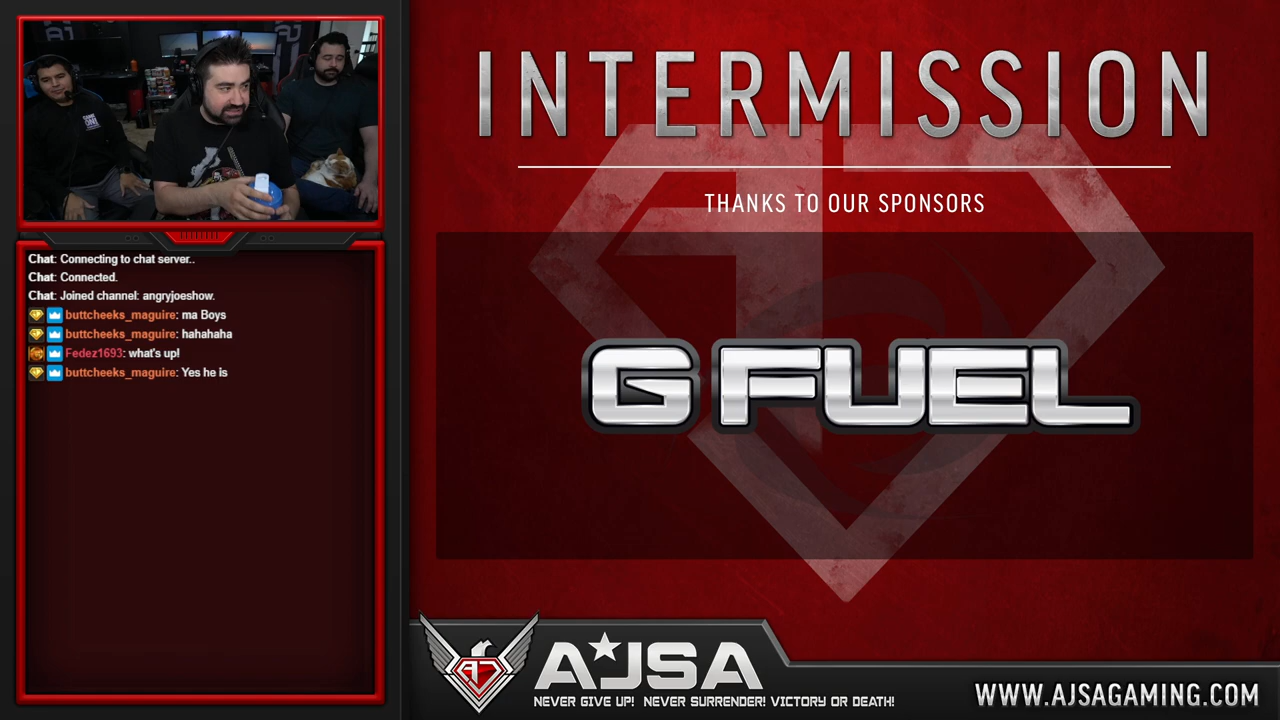 INTERMISSION
THANKS TO OUR SPONSORS
G FUEL
Chat: Connecting to chat server..
Chat: Connected.
Chat: Joined channel: angryjoeshow.
buttcheeks_maguire: ma Boys
buttcheeks_maguire: hahahaha
Fedez1693: what's up!
buttcheeks_maguire: Yes he is
AJ
AJSA
NEVER GIVE UP! NEVER SURRENDER! VICTORY OR DEATH!
WWW.AJSAGAMING.COM